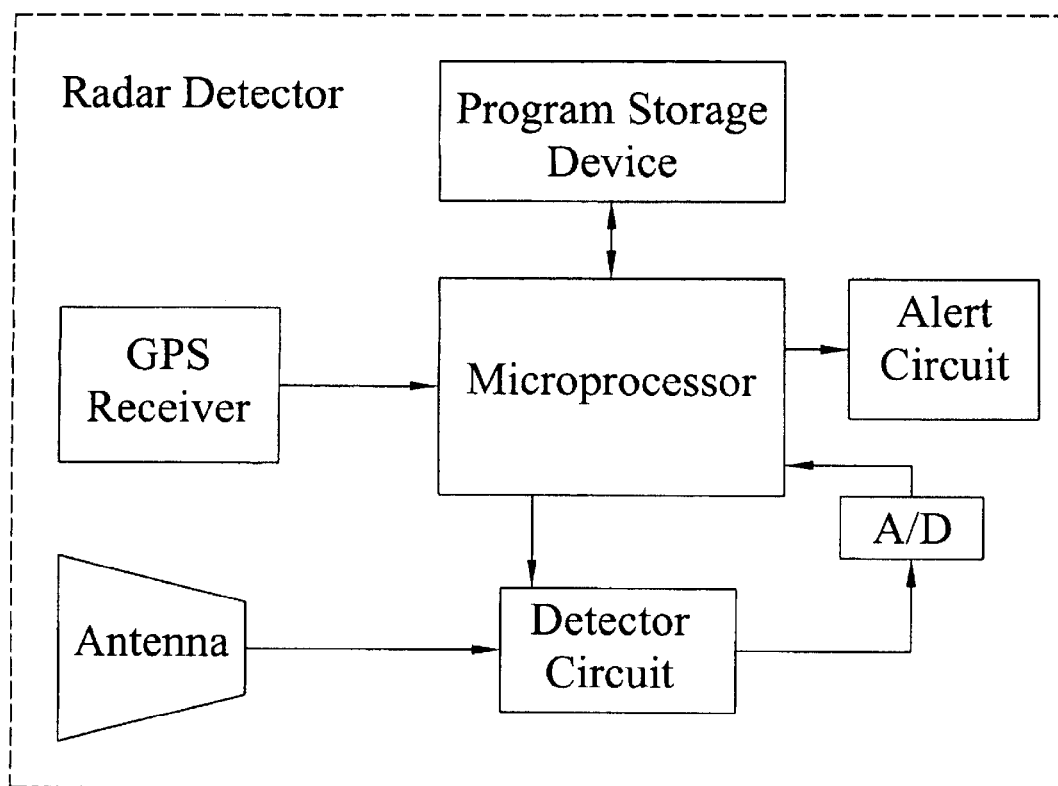 Radar Detector
Program Storage
Device
GPS
Receiver
Microprocessor
Alert
Circuit
A/D
Antenna
Detector
Circuit